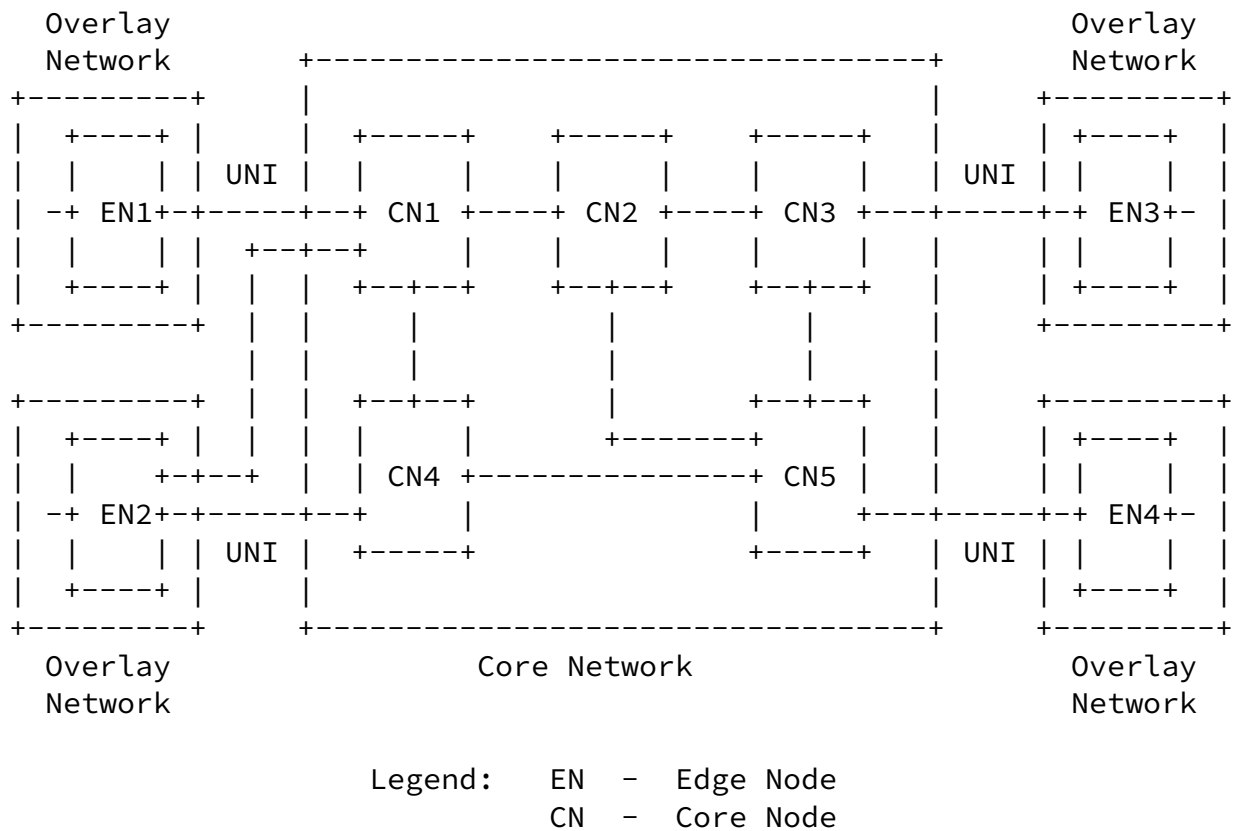 Overlay Overlay
Network Network
UNI UNI
EN1 CN1 CN2 CN3 EN3
CN4 CN5
EN2 EN4
UNI UNI
Overlay Core Network Overlay
Network Network
Legend: EN - Edge Node
CN - Core Node